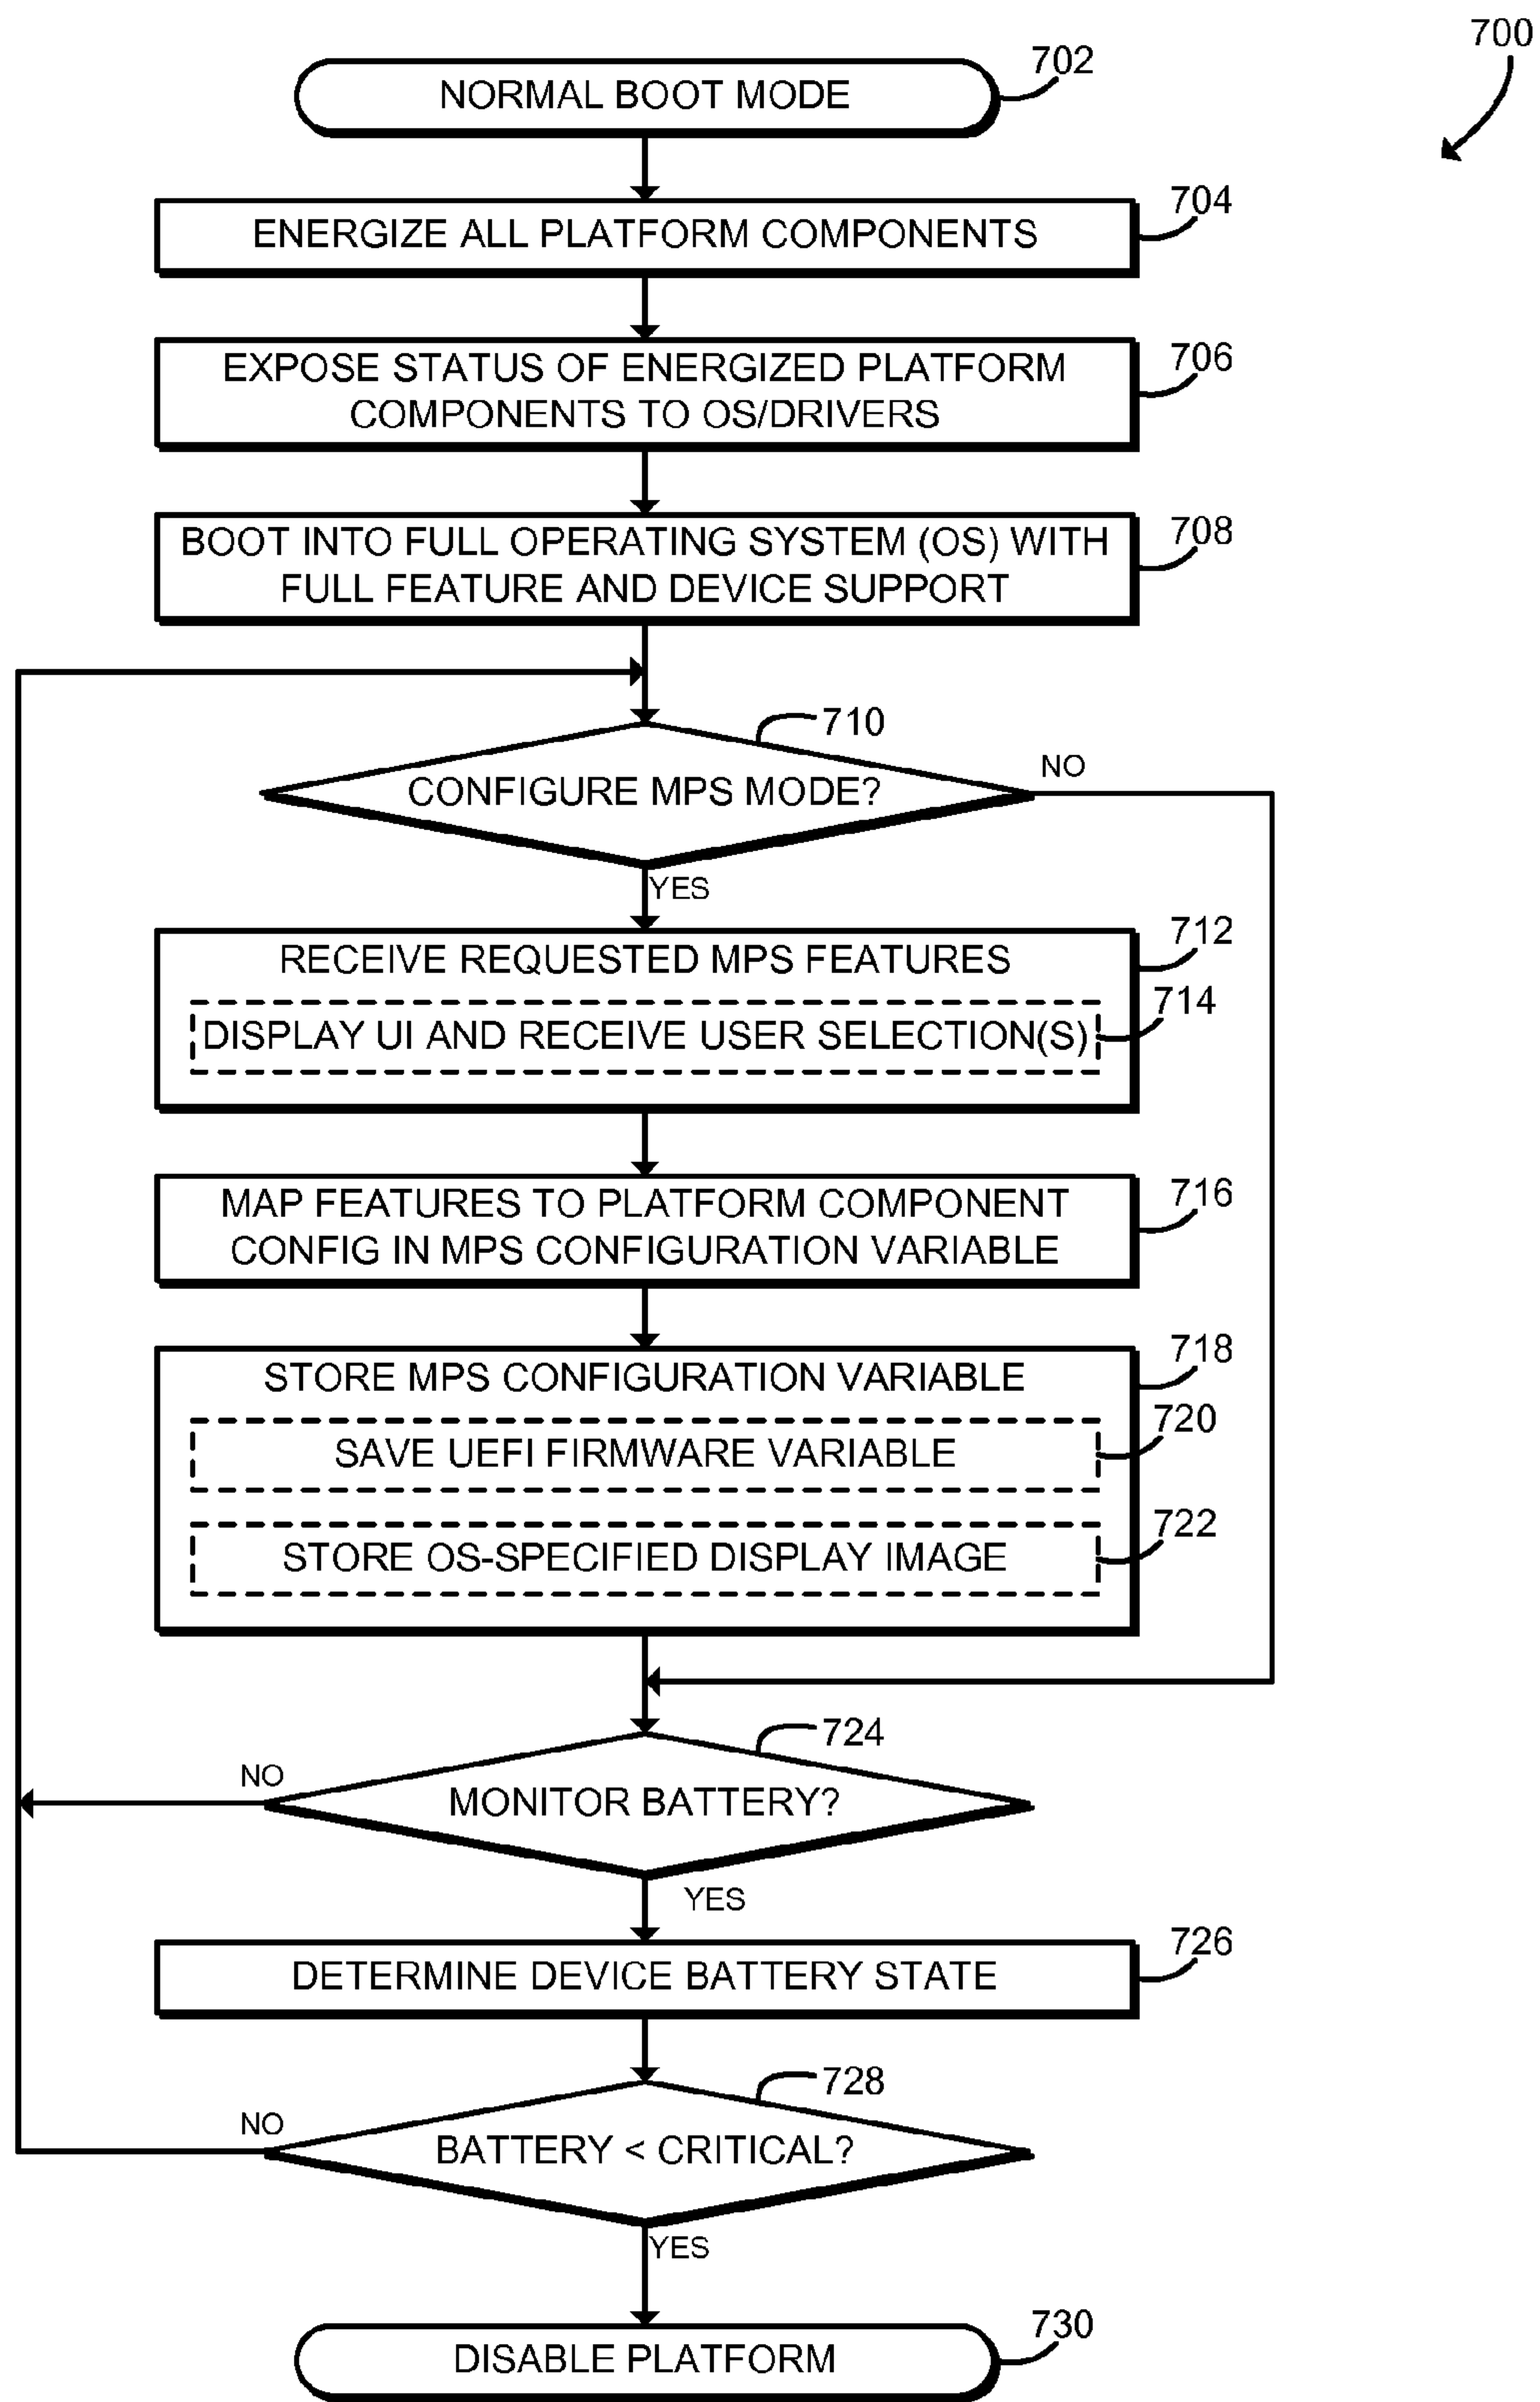 700
702
NORMAL BOOT MODE
704
ENERGIZE ALL PLATFORM COMPONENTS
706
EXPOSE STATUS OF ENERGIZED PLATFORM
COMPONENTS TO OS/DRIVERS
708
BOOT INTO FULL OPERATING SYSTEM (OS) WITH
FULL FEATURE AND DEVICE SUPPORT
710
CONFIGURE MPS MODE?
NO
YES
712
RECEIVE REQUESTED MPS FEATURES
714
DISPLAY UI AND RECEIVE USER SELECTION(S)
716
MAP FEATURES TO PLATFORM COMPONENT
CONFIG IN MPS CONFIGURATION VARIABLE
718
STORE MPS CONFIGURATION VARIABLE
720
SAVE UEFI FIRMWARE VARIABLE
722
STORE OS-SPECIFIED DISPLAY IMAGE
724
NO
MONITOR BATTERY?
YES
726
DETERMINE DEVICE BATTERY STATE
728
NO
BATTERY < CRITICAL?
YES
730
DISABLE PLATFORM